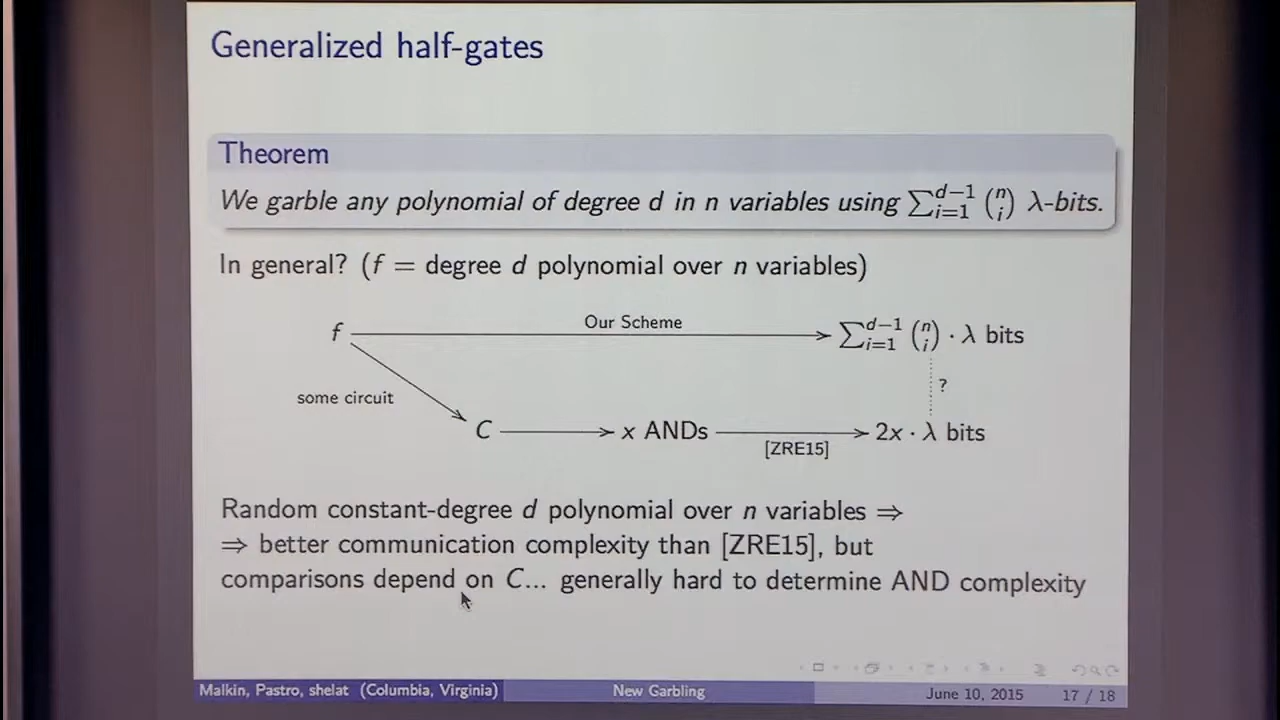 Generalized half-gates
Theorem
We garble any polynomial of degree d in n variables using ∑_{i=1}^{d−1} (n i) λ-bits.
In general? (f = degree d polynomial over n variables)
f Our Scheme ∑_{i=1}^{d−1} (n i) · λ bits
?
some circuit
C x ANDs [ZRE15] 2x · λ bits
Random constant-degree d polynomial over n variables ⇒
⇒ better communication complexity than [ZRE15], but
comparisons depend on C... generally hard to determine AND complexity
Malkin, Pastro, shelat (Columbia, Virginia) New Garbling June 10, 2015 17 / 18